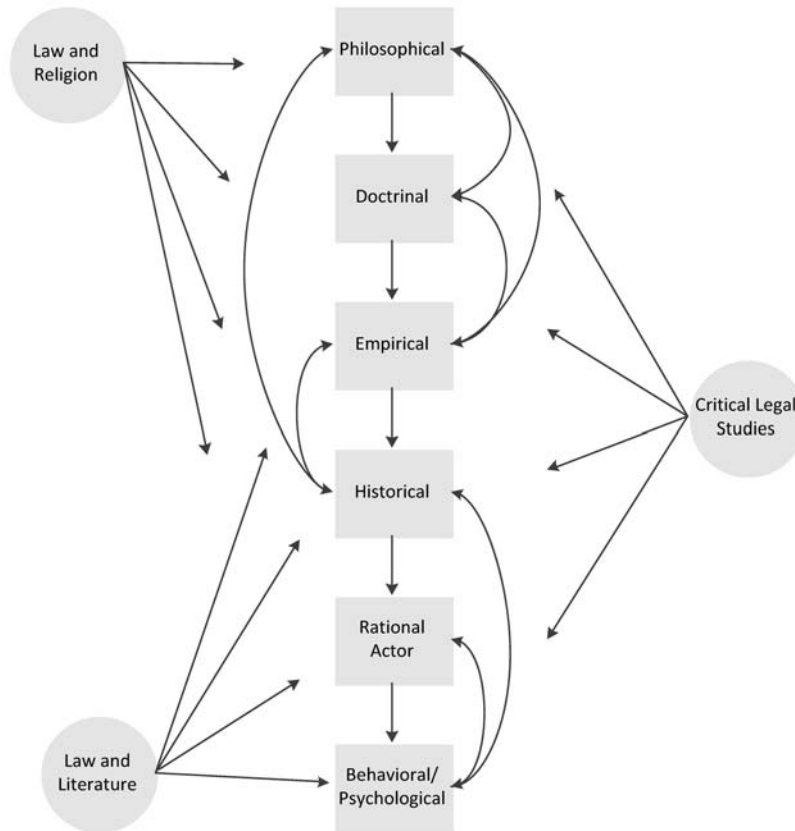 Law and
Religion
Philosophical
Doctrinal
Empirical
Critical Legal
Studies
Historical
Rational
Actor
Law and
Literature
Behavioral/
Psychological